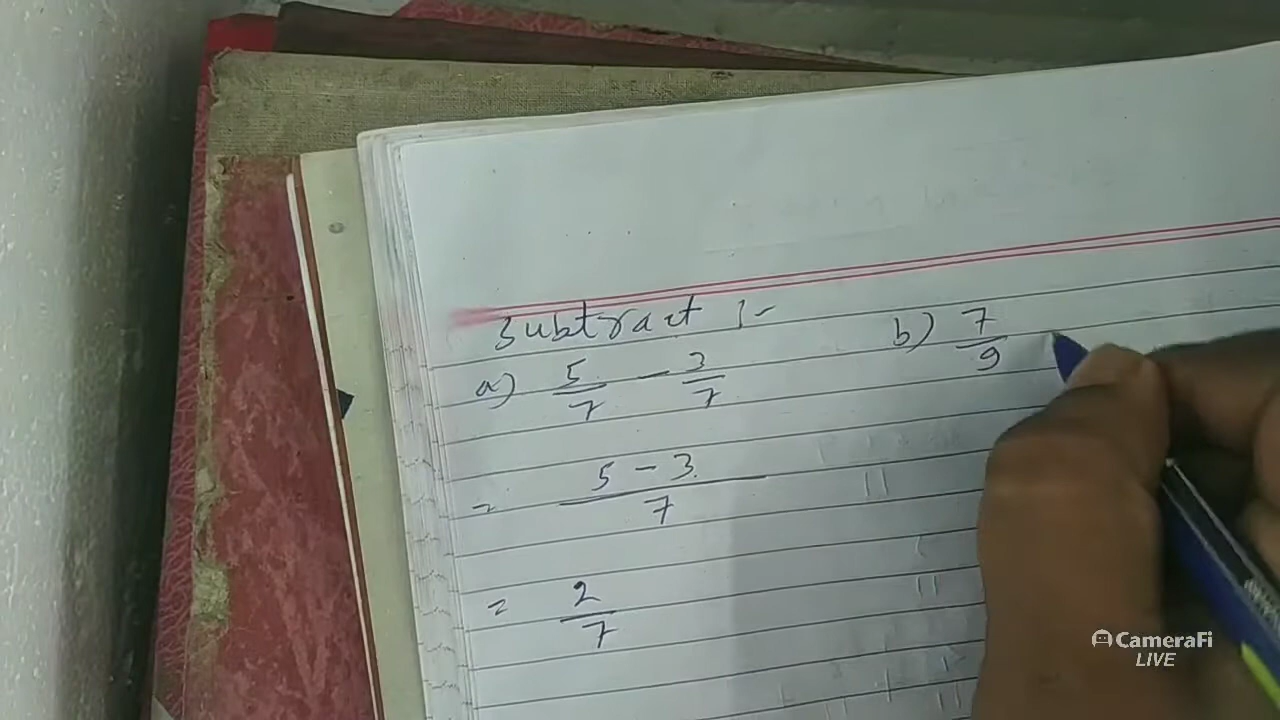 Subtract :-
a) 5/7 - 3/7
= 5 - 3 / 7
= 2/7
b) 7/9
CameraFi
LIVE